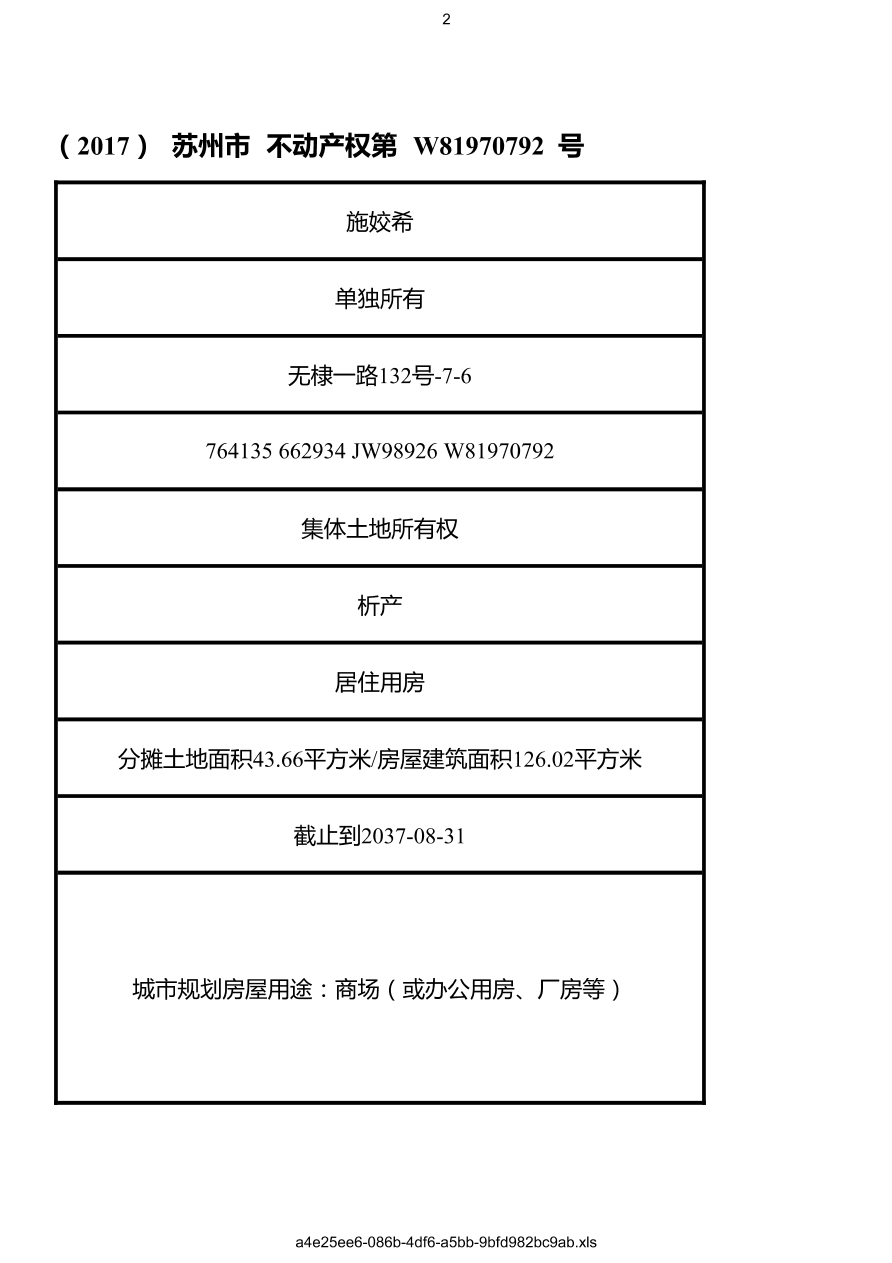 2
（2017） 苏州市 不动产权第 W81970792 号
施姣希
单独所有
无棣一路132号-7-6
764135 662934 JW98926 W81970792
集体土地所有权
析产
居住用房
分摊土地面积43.66平方米/房屋建筑面积126.02平方米
截止到2037-08-31
城市规划房屋用途：商场（或办公用房、厂房等）
a4e25ee6-086b-4df6-a5bb-9bfd982bc9ab.xls